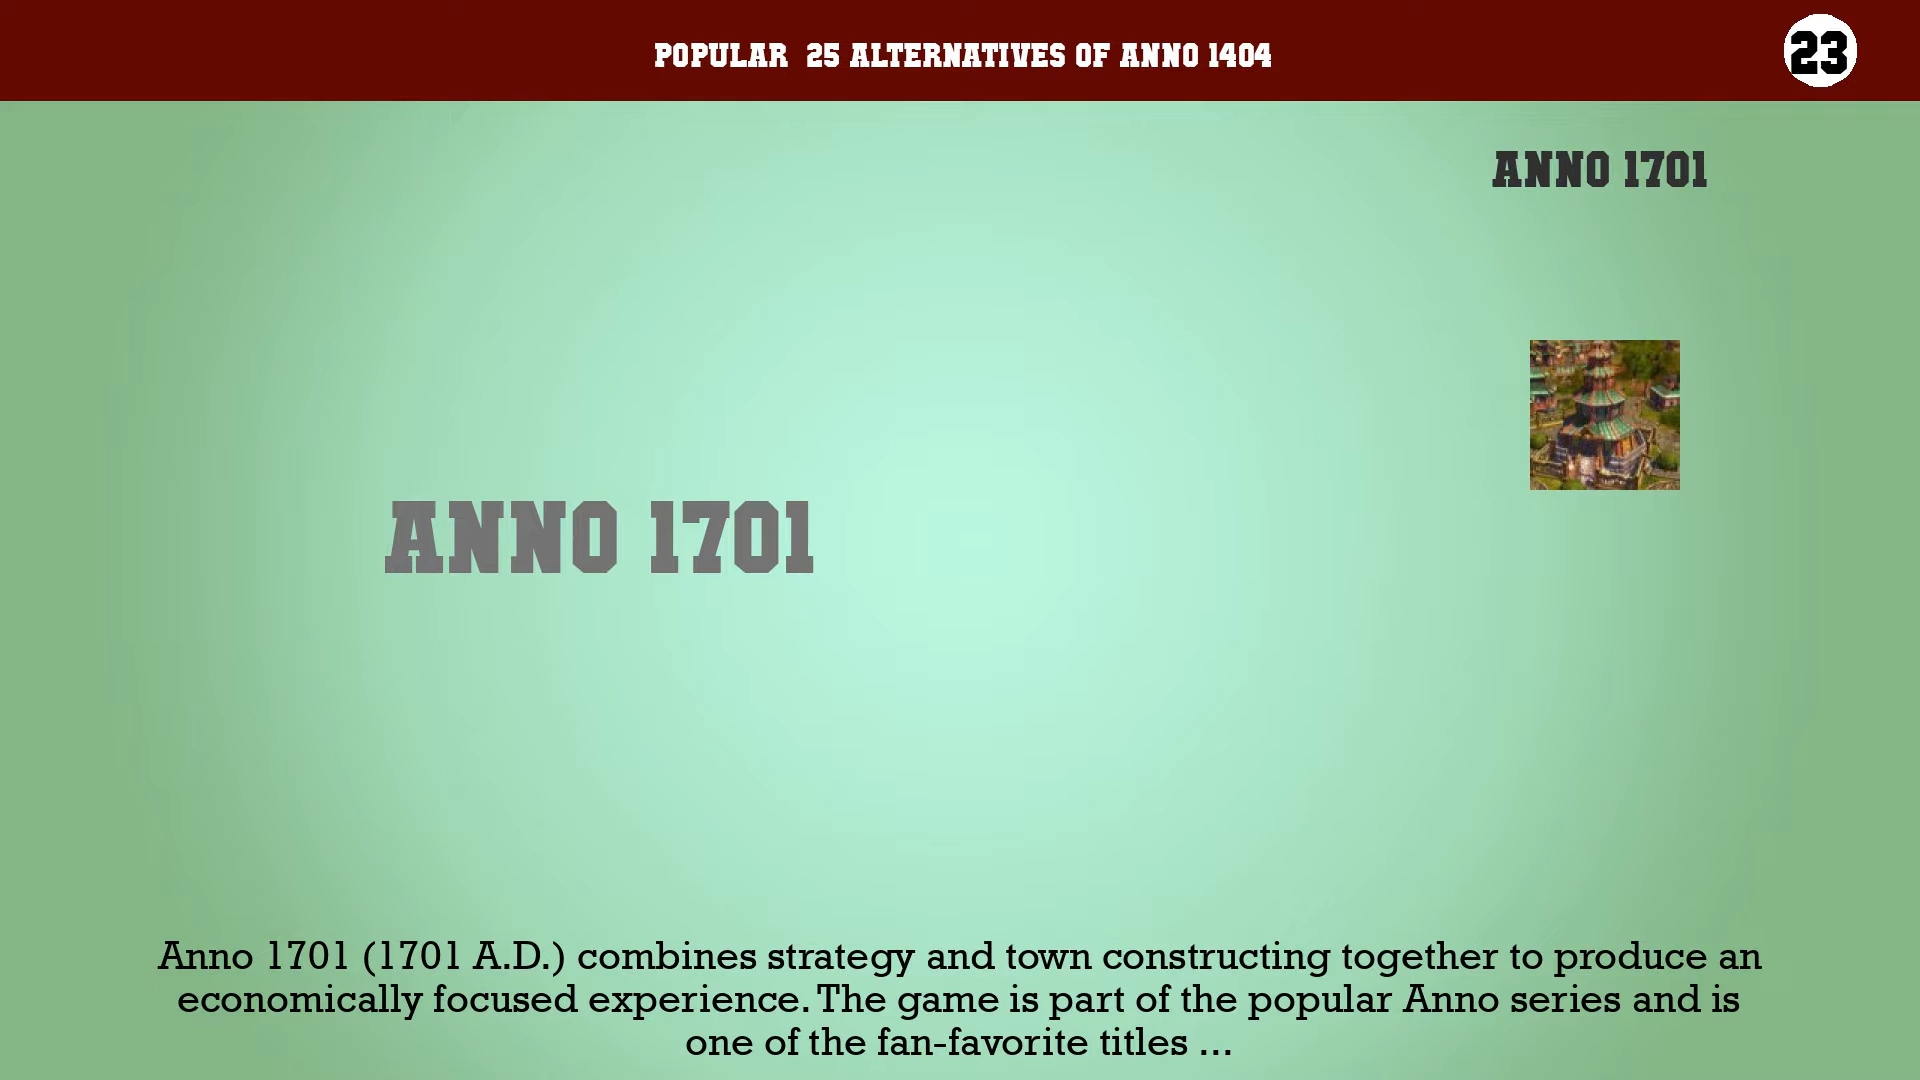 POPULAR 25 ALTERNATIVES OF ANNO 1404
23
ANNO 1701
ANNO 1701
Anno 1701 (1701 A.D.) combines strategy and town constructing together to produce an
economically focused experience. The game is part of the popular Anno series and is
one of the fan-favorite titles ...